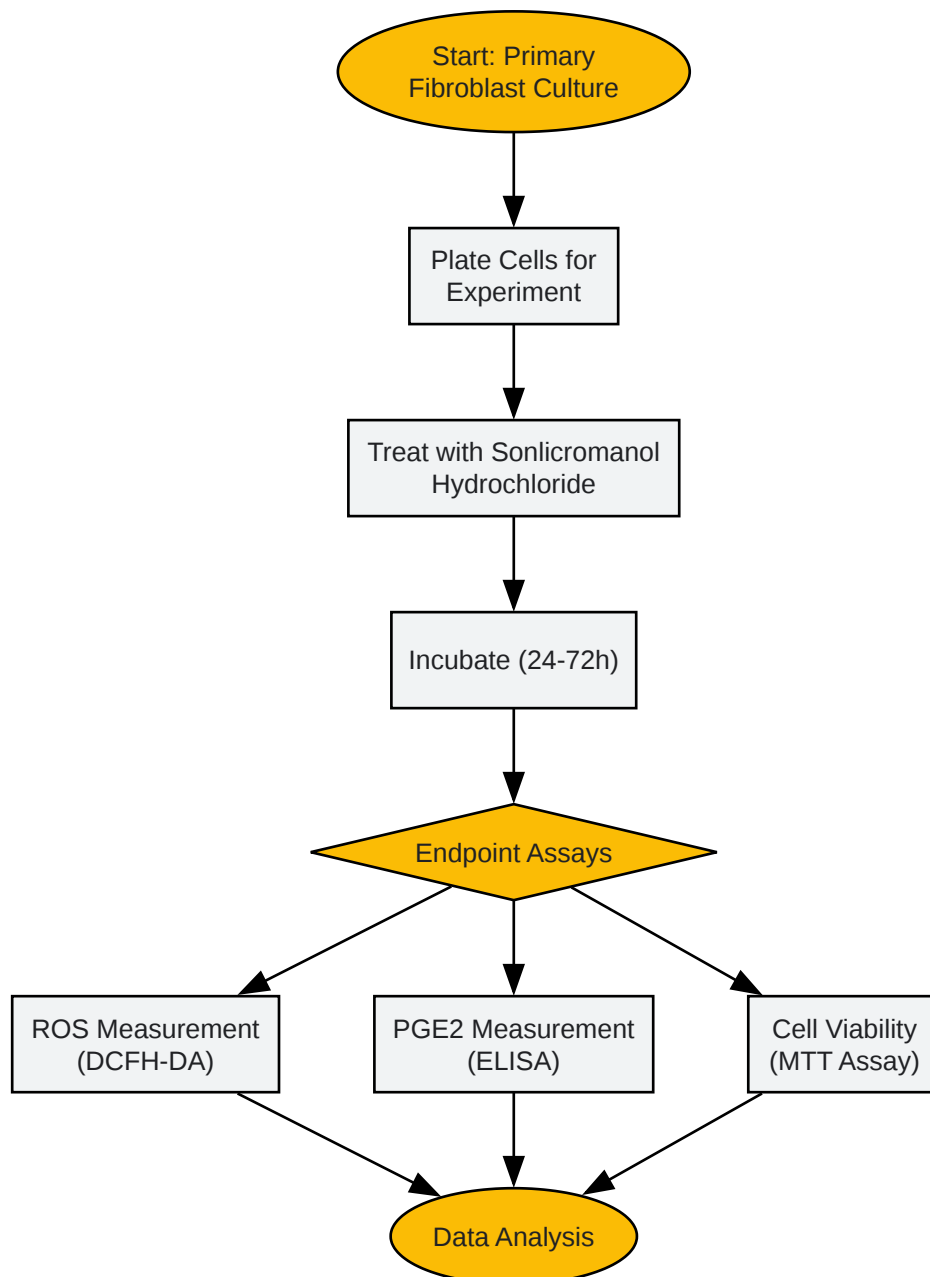 Start: Primary
Fibroblast Culture
Plate Cells for
Experiment
Treat with Sonlicromanol
Hydrochloride
Incubate (24-72h)
Endpoint Assays
ROS Measurement
(DCFH-DA)
PGE2 Measurement
(ELISA)
Cell Viability
(MTT Assay)
Data Analysis